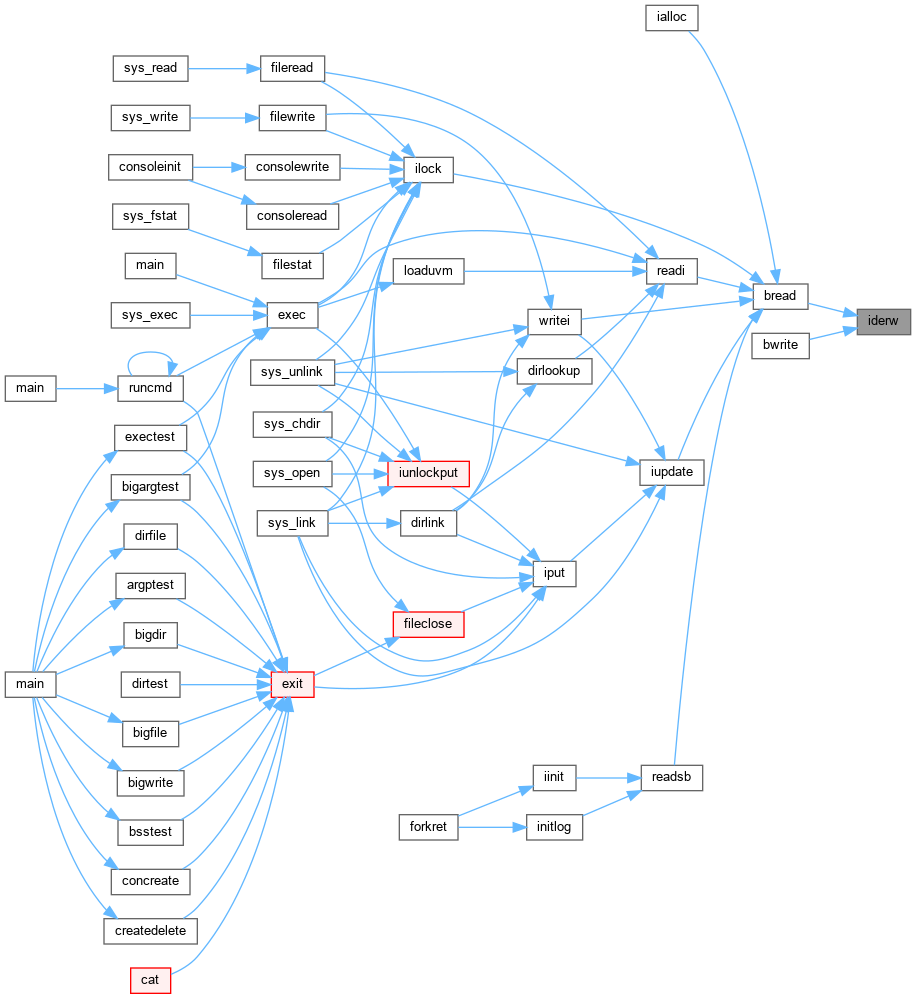 ialloc
sys_read
fileread
sys_write
filewrite
consoleinit
consolewrite
ilock
sys_fstat
consoleread
main
filestat
loaduvm
readi
bread
sys_exec
exec
writei
iderw
bwrite
main
runcmd
sys_unlink
dirlookup
exectest
sys_chdir
bigargtest
sys_open
iunlockput
iupdate
dirfile
sys_link
dirlink
argptest
iput
bigdir
fileclose
main
dirtest
exit
bigfile
bigwrite
iinit
readsb
bsstest
forkret
initlog
concreate
createdelete
cat